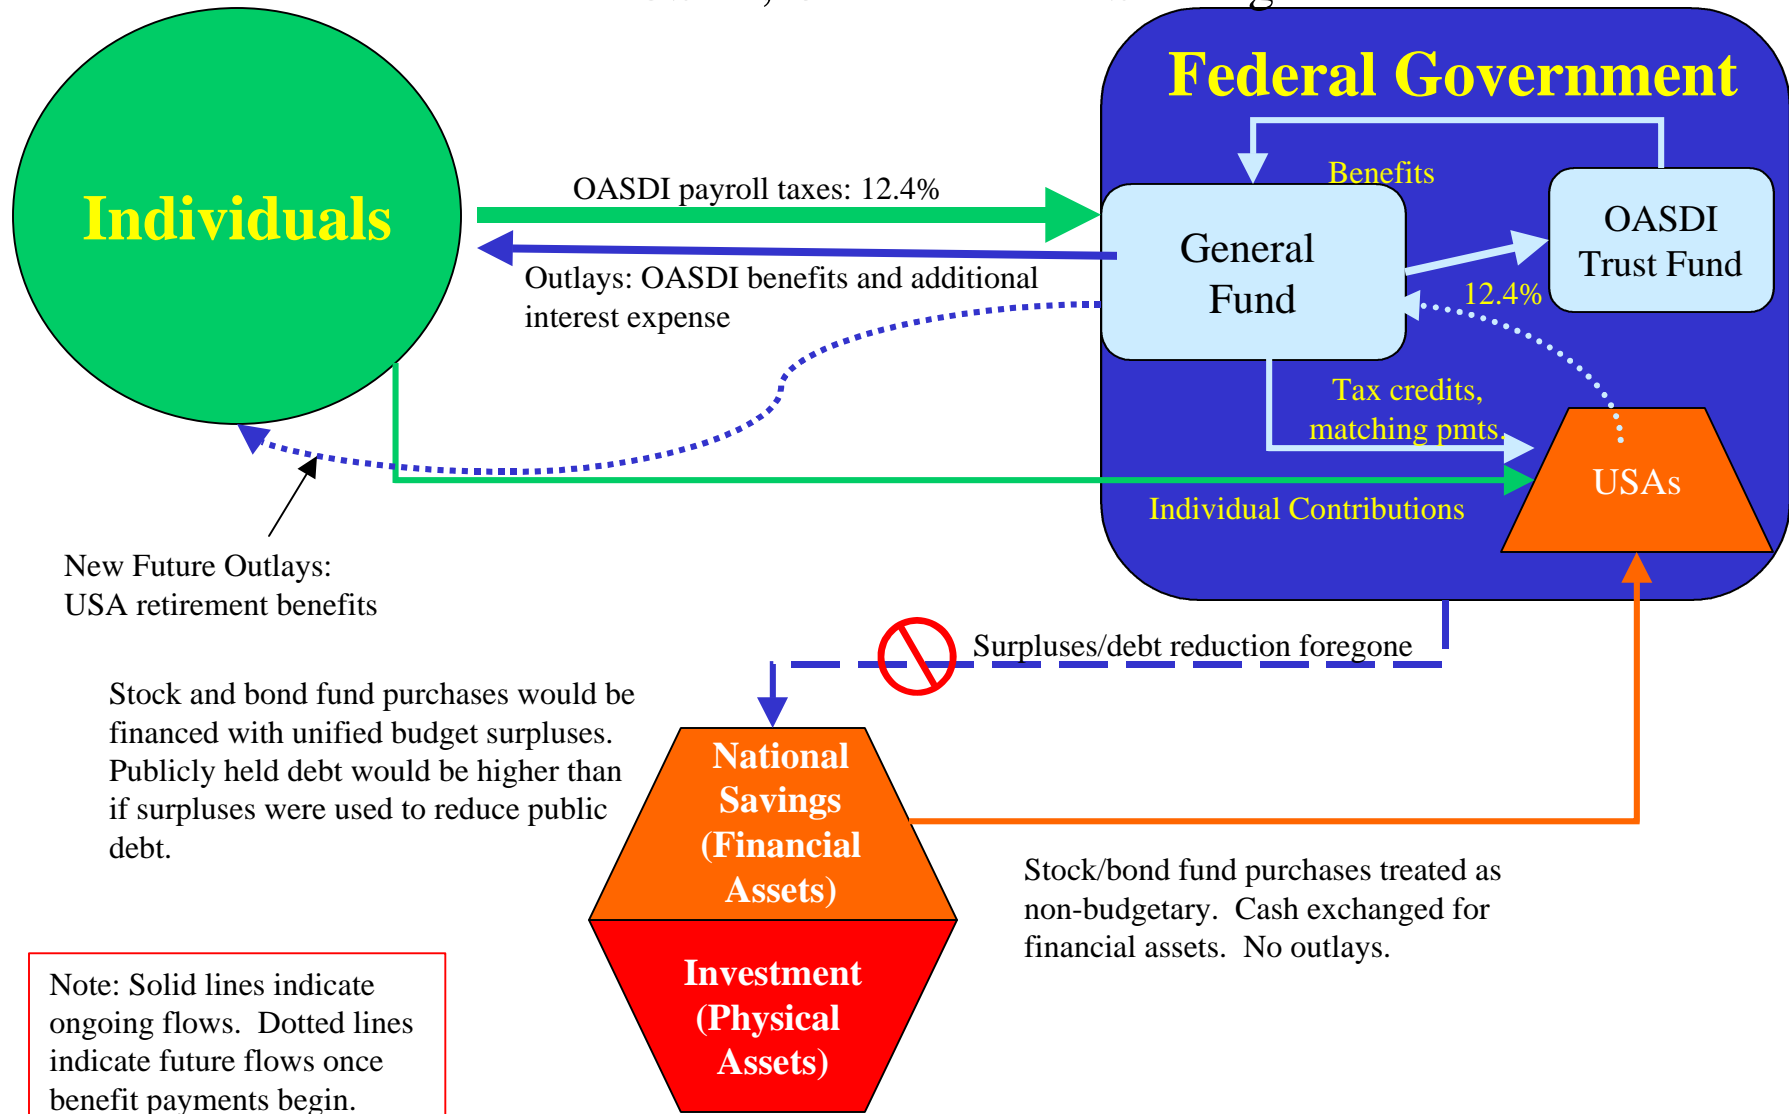 Federal Government
Individuals
OASDI payroll taxes: 12.4%
Outlays: OASDI benefits and additional
interest expense
Benefits
General
Fund
OASDI
Trust Fund
12.4%
Tax credits,
matching pmts.
USAs
Individual Contributions
New Future Outlays:
USA retirement benefits
Surpluses/debt reduction foregone
Stock and bond fund purchases would be
financed with unified budget surpluses.
Publicly held debt would be higher than
if surpluses were used to reduce public
debt.
National
Savings
(Financial
Assets)
Investment
(Physical
Assets)
Stock/bond fund purchases treated as
non-budgetary.  Cash exchanged for
financial assets.  No outlays.
Note: Solid lines indicate
ongoing flows.  Dotted lines
indicate future flows once
benefit payments begin.